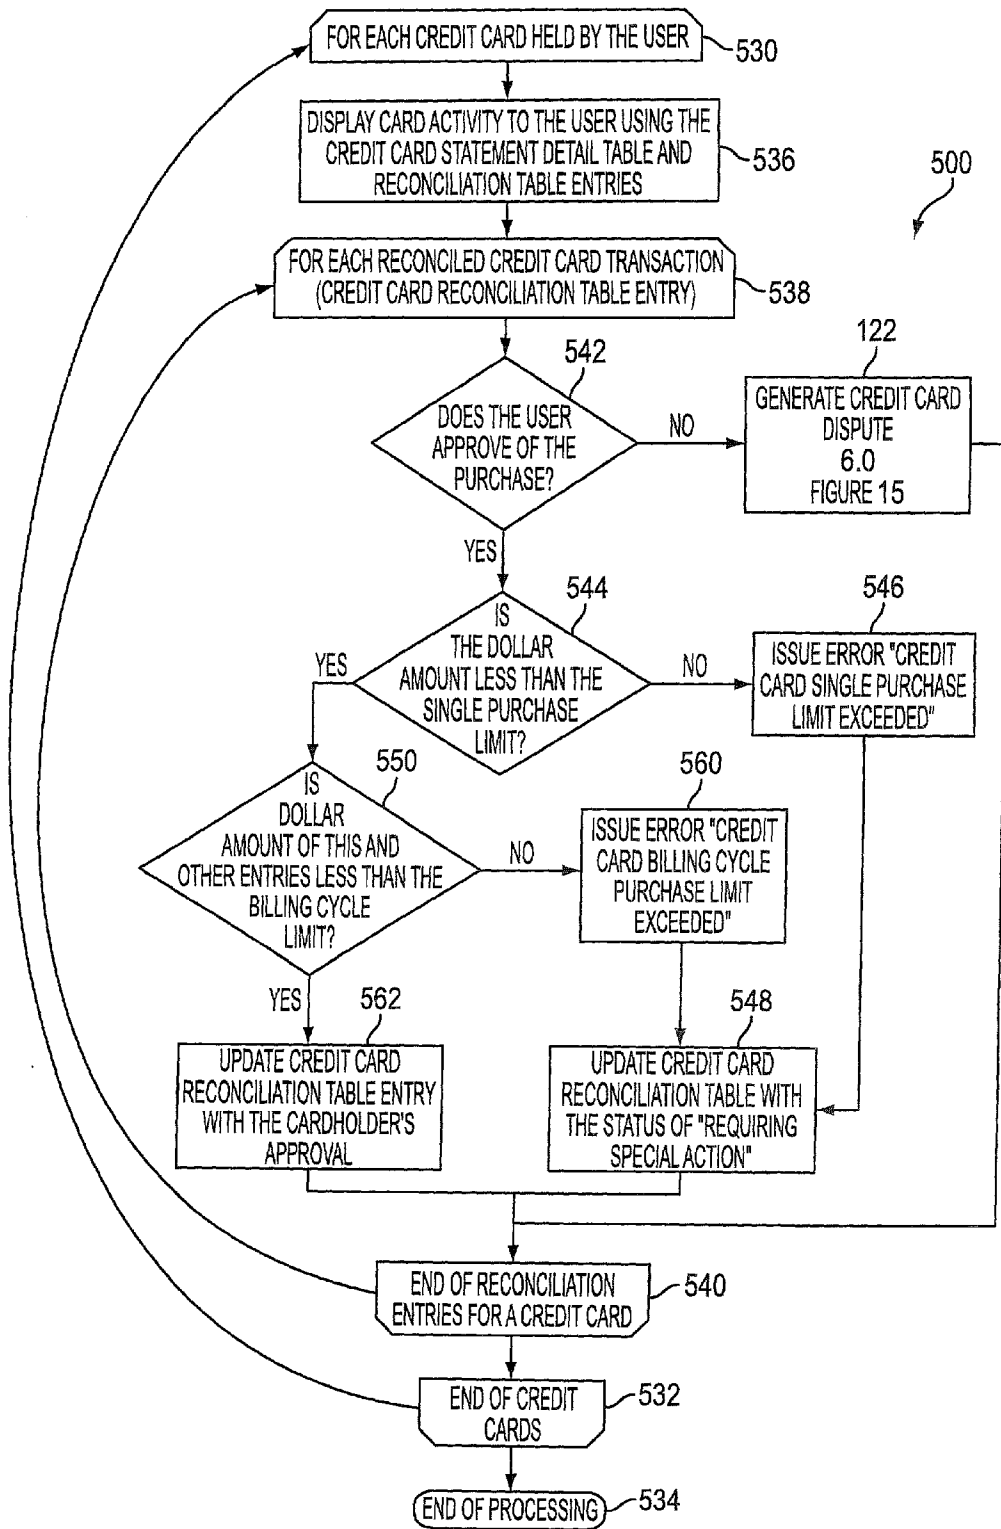 FOR EACH CREDIT CARD HELD BY THE USER
530
DISPLAY CARD ACTIVITY TO THE USER USING THE
CREDIT CARD STATEMENT DETAIL TABLE AND
RECONCILIATION TABLE ENTRIES
536
500
FOR EACH RECONCILED CREDIT CARD TRANSACTION
(CREDIT CARD RECONCILIATION TABLE ENTRY)
538
542
DOES THE USER
APPROVE OF THE
PURCHASE?
NO
122
GENERATE CREDIT CARD
DISPUTE
6.0
FIGURE 15
YES
544
IS
THE DOLLAR
AMOUNT LESS THAN THE
SINGLE PURCHASE
LIMIT?
YES
NO
546
ISSUE ERROR "CREDIT
CARD SINGLE PURCHASE
LIMIT EXCEEDED"
550
IS
DOLLAR
AMOUNT OF THIS AND
OTHER ENTRIES LESS THAN THE
BILLING CYCLE
LIMIT?
NO
560
ISSUE ERROR "CREDIT
CARD BILLING CYCLE
PURCHASE LIMIT
EXCEEDED"
YES
562
UPDATE CREDIT CARD
RECONCILIATION TABLE ENTRY
WITH THE CARDHOLDER'S
APPROVAL
548
UPDATE CREDIT CARD
RECONCILIATION TABLE WITH
THE STATUS OF "REQUIRING
SPECIAL ACTION"
END OF RECONCILIATION
ENTRIES FOR A CREDIT CARD
540
END OF CREDIT
CARDS
532
END OF PROCESSING
534